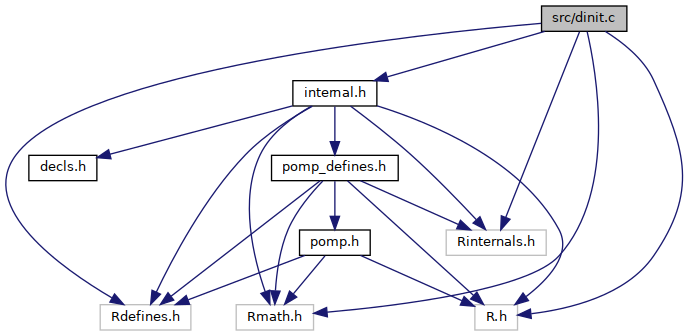 src/dinit.c
internal.h
decls.h
pomp_defines.h
pomp.h
Rinternals.h
Rdefines.h
Rmath.h
R.h